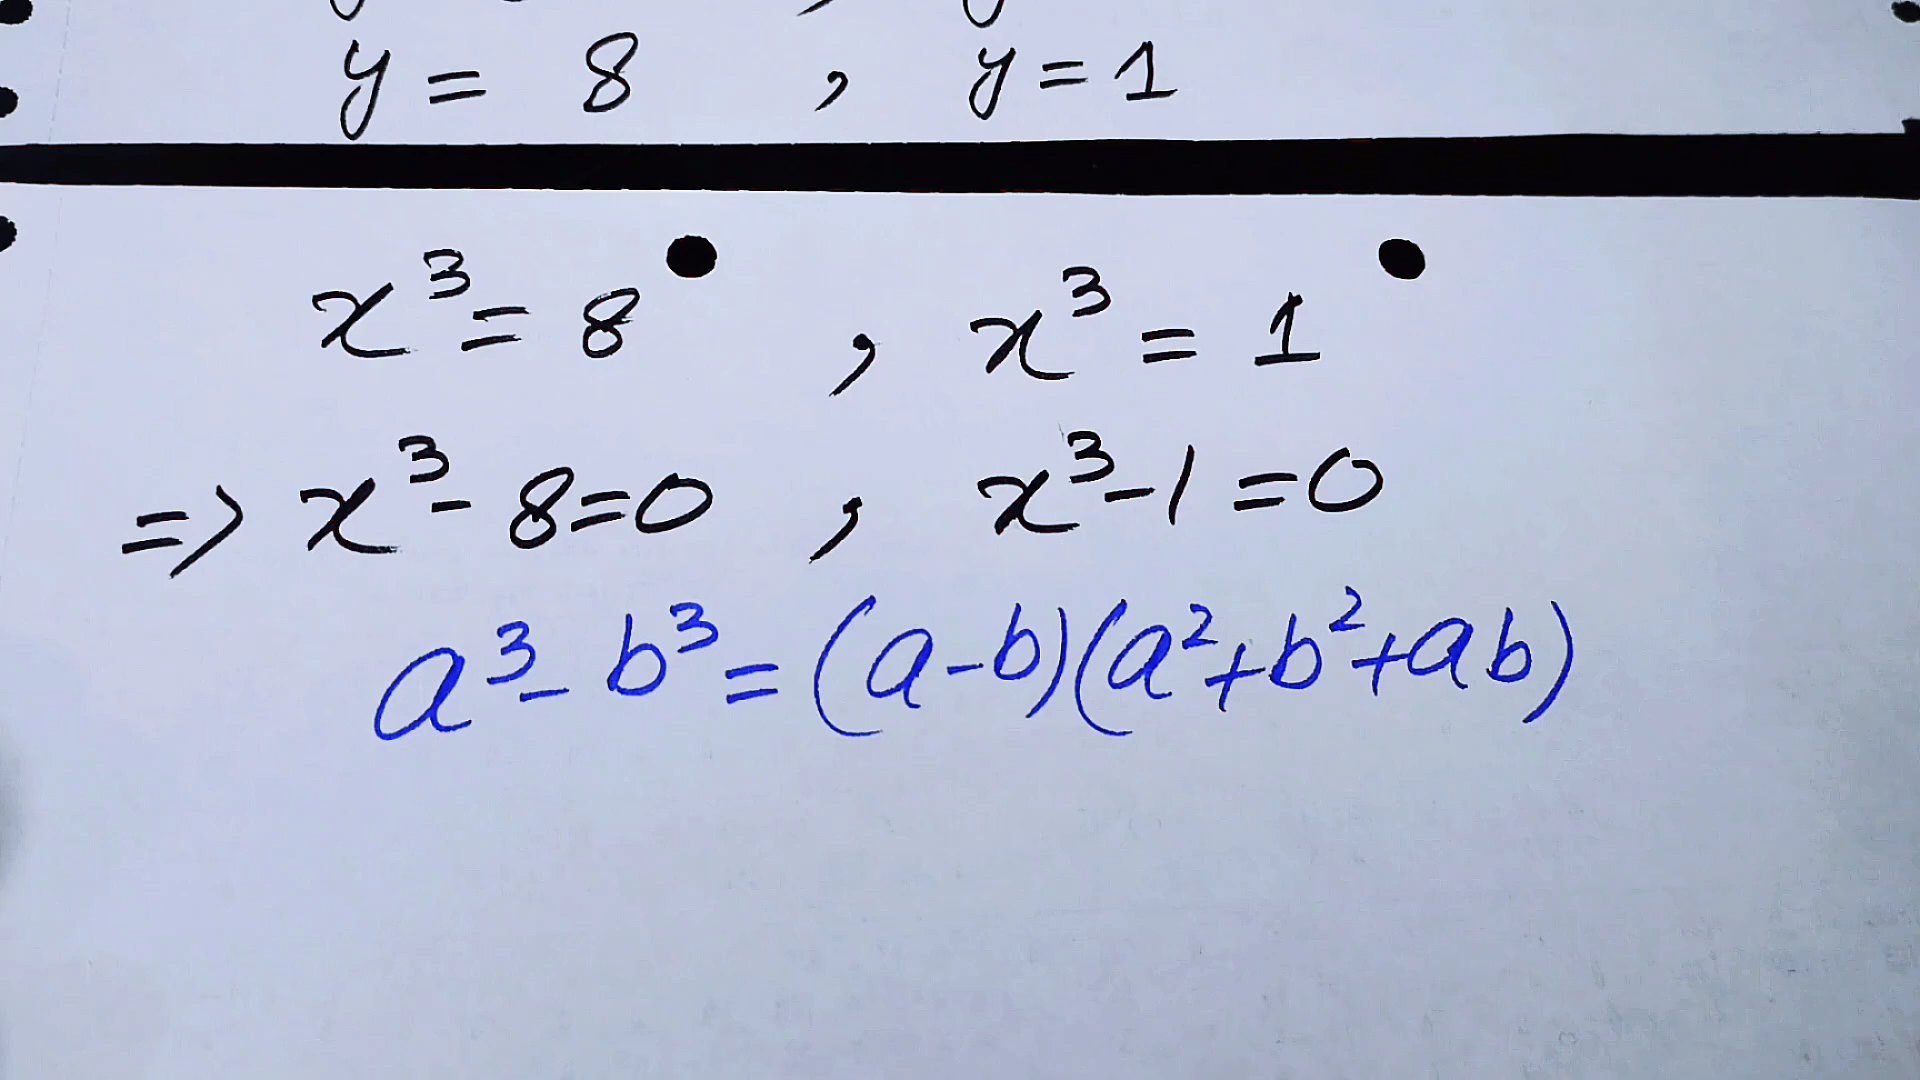 y = 8 , y = 1
x³ = 8 , x³ = 1
=> x³ - 8 = 0 , x³ - 1 = 0
a³ - b³ = (a - b)(a² + b² + ab)